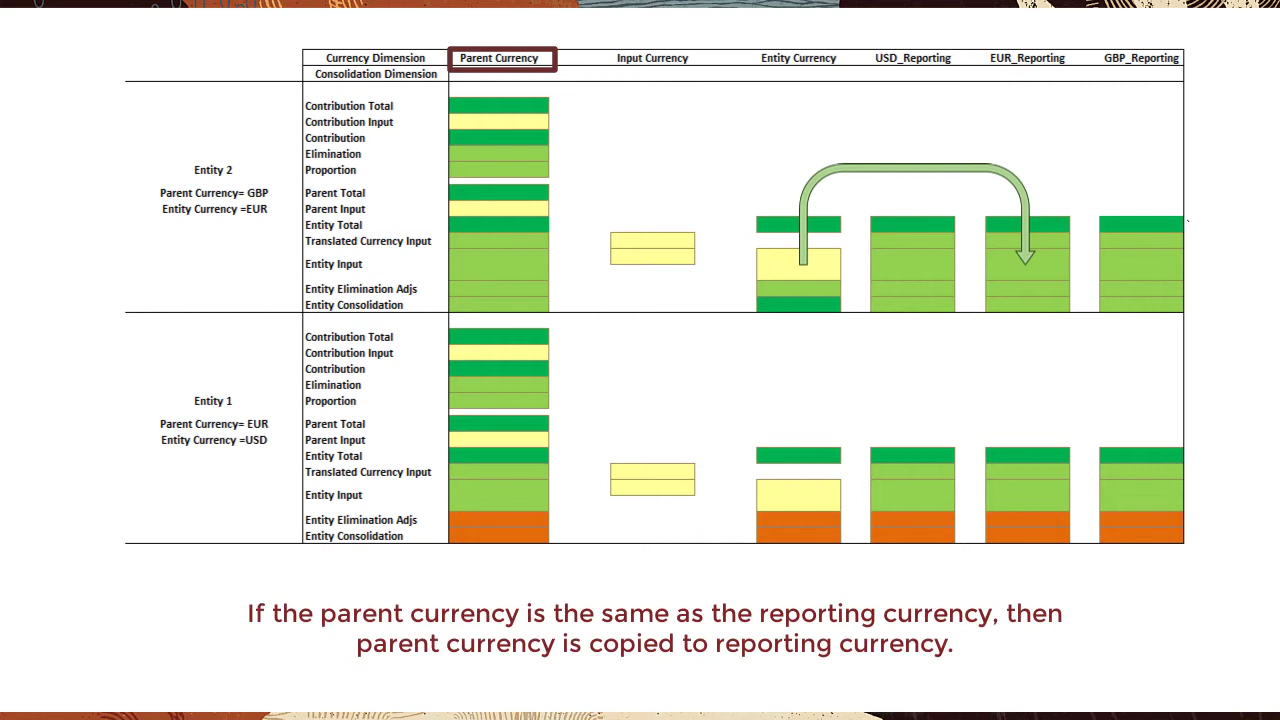 Currency Dimension Parent Currency Input Currency Entity Currency USD_Reporting EUR_Reporting GBP_Reporting
Consolidation Dimension
Contribution Total
Contribution Input
Contribution
Elimination
Entity 2 Proportion
Parent Currency= GBP Parent Total
Entity Currency =EUR Parent Input
Entity Total
Translated Currency Input
Entity Input
Entity Elimination Adjs
Entity Consolidation
Contribution Total
Contribution Input
Contribution
Elimination
Entity 1 Proportion
Parent Currency= EUR Parent Total
Entity Currency =USD Parent Input
Entity Total
Translated Currency Input
Entity Input
Entity Elimination Adjs
Entity Consolidation
If the parent currency is the same as the reporting currency, then
parent currency is copied to reporting currency.